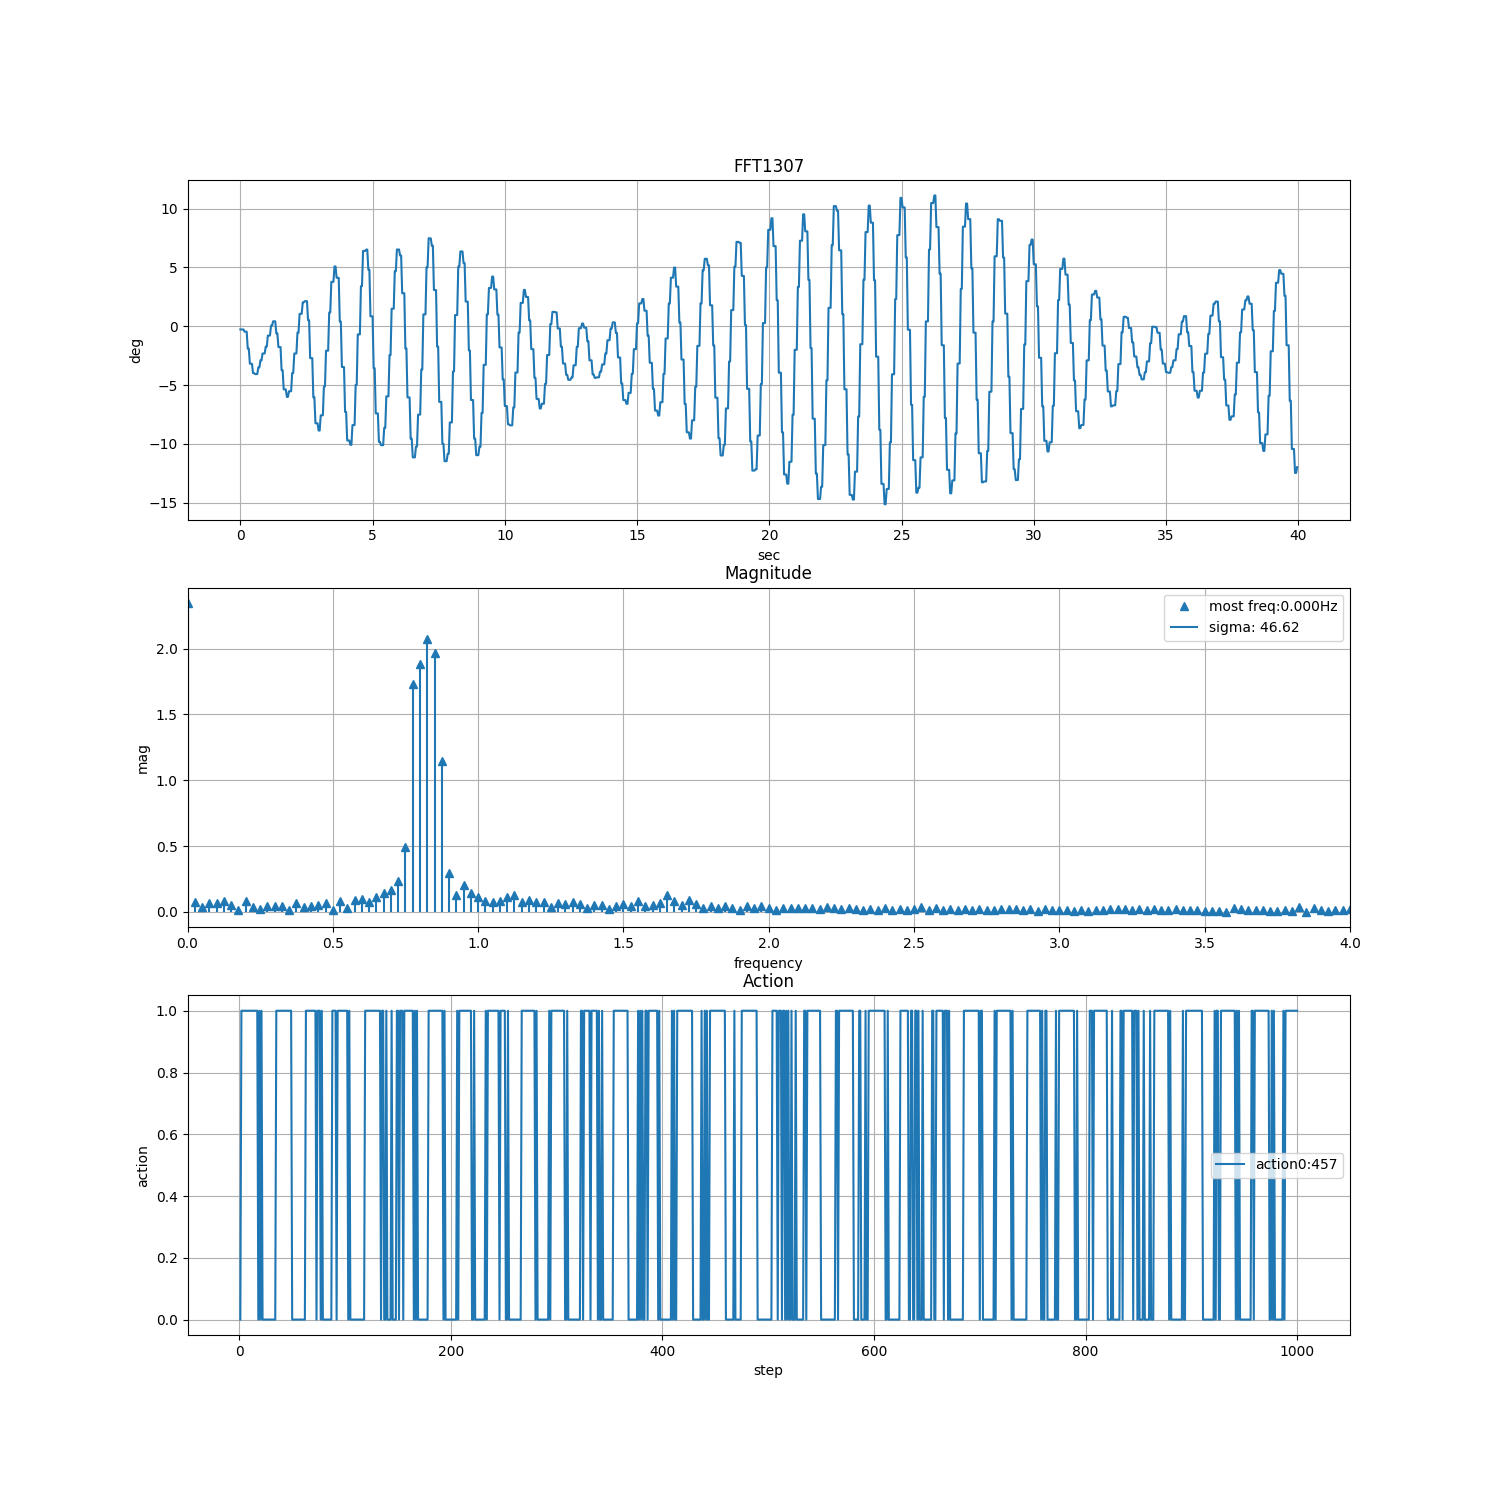 FFT1307
10
5
0
−5
−10
−15
deg
0 5 10 15 20 25 30 35 40
sec
Magnitude
most freq:0.000Hz
sigma: 46.62
2.0
1.5
1.0
0.5
0.0
mag
0.0 0.5 1.0 1.5 2.0 2.5 3.0 3.5 4.0
frequency
Action
1.0
0.8
0.6
0.4
0.2
0.0
action
action0:457
0 200 400 600 800 1000
step